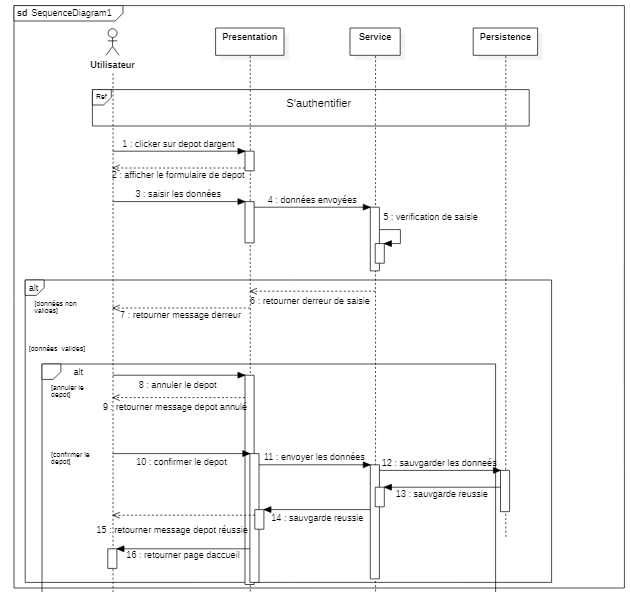 sd SequenceDiagram1
Utilisateur
Presentation
Service
Persistence
Ref
S'authentifier
1 : clicker sur depot dargent
2 : afficher le formulaire de depot
3 : saisir les données
4 : données envoyées
5 : verification de saisie
alt
[données non
valides]
6 : retourner derreur de saisie
7 : retourner message derreur
[données valides]
alt
8 : annuler le depot
[annuler le
depot]
9 : retourner message depot annulé
[confirmer le
depot]
10 : confirmer le depot
11 : envoyer les données
12 : sauvgarder les donneés
13 : sauvgarde reussie
14 : sauvgarde reussie
15 : retourner message depot réussie
16 : retourner page daccueil